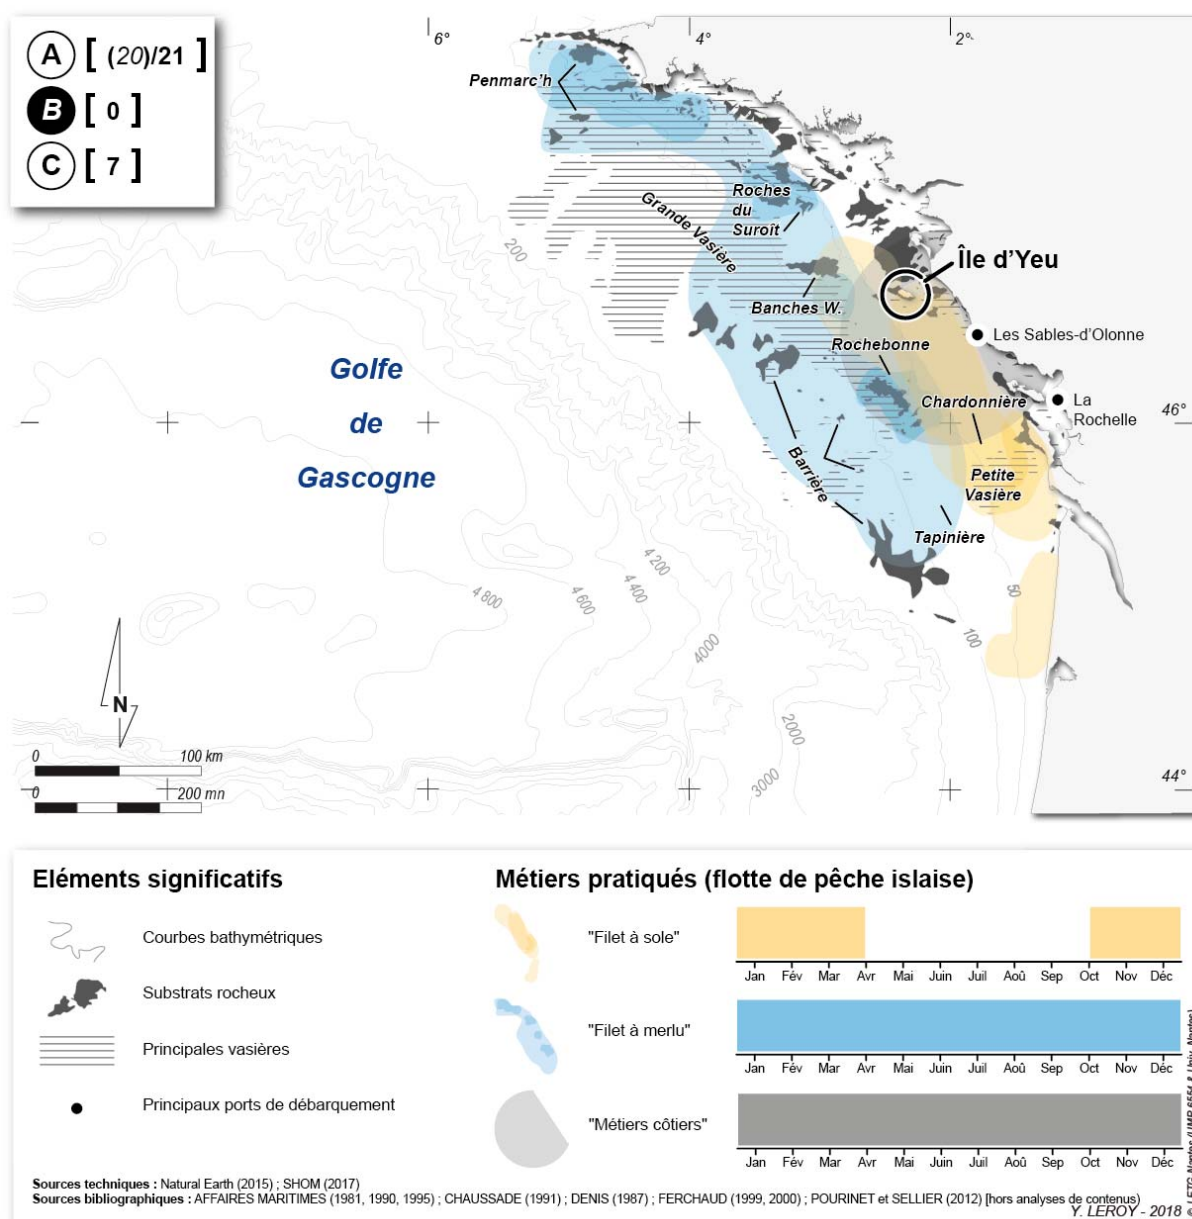 A [ (20)/21 ]
B [ 0 ]
C [ 7 ]
6°
4°
2°
Penmarc'h
Roches
du
Suroît
Grande Vasière
200
Île d'Yeu
Banches W.
Les Sables-d'Olonne
Rochebonne
Golfe
de
Gascogne
Chardonnière
La
Rochelle
46°
Barrière
Petite
Vasière
Tapinière
4 200
4 400
4 600
4 800
50
100
4000
N
2000
3000
0
100 km
0
200 mn
44°
Eléments significatifs
Courbes bathymétriques
Substrats rocheux
Principales vasières
Principaux ports de débarquement
Métiers pratiqués (flotte de pêche islaise)
"Filet à sole"
Jan Fév Mar Avr Mai Juin Juil Aoû Sep Oct Nov Déc
"Filet à merlu"
Jan Fév Mar Avr Mai Juin Juil Aoû Sep Oct Nov Déc
"Métiers côtiers"
Jan Fév Mar Avr Mai Juin Juil Aoû Sep Oct Nov Déc
Sources techniques : Natural Earth (2015) ; SHOM (2017)
Sources bibliographiques : AFFAIRES MARITIMES (1981, 1990, 1995) ; CHAUSSADE (1991) ; DENIS (1987) ; FERCHAUD (1999, 2000) ; POURINET et SELLIER (2012) [hors analyses de contenus)
Y. LEROY - 2018
© LETG-Nantes (UMR 6554 & Univ. Nantes)